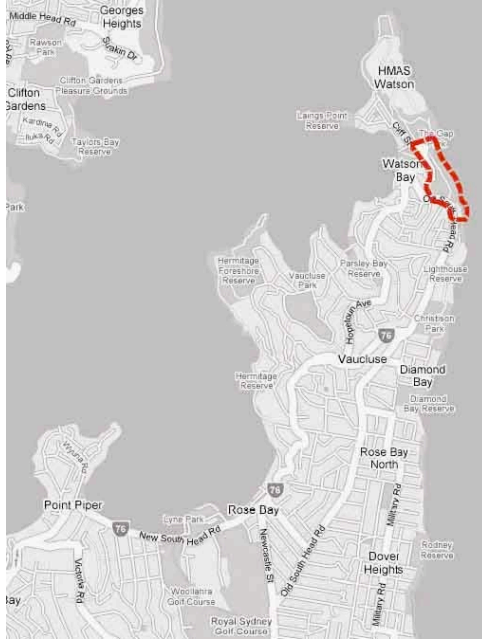 Georges
Heights
Middle Head Rd
Rawson
Park
Svakin Dr
Clifton Gardens
Pleasure Grounds
Clifton
Gardens
Kardinia Rd
Iluka Rd
Taylors Bay
Reserve
HMAS
Watson
Laings Point
Reserve
Cliff St
The Gap
Watson
Bay
Old South Head Rd
Park
Parsley Bay
Reserve
Hermitage
Foreshore
Reserve
Vaucluse
Park
Lighthouse
Reserve
Hopetoun Ave
Christison
Park
76
Vaucluse
Diamond
Bay
Hermitage
Reserve
Diamond
Bay Reserve
Wyuna Rd
Rose Bay
North
Military Rd
76
Point Piper
Lyne Park
Rose Bay
76
New South Head Rd
Newcastle St
Old South Head Rd
Rodney
Reserve
Dover
Heights
Victoria Rd
Woollahra
Golf Course
Military Rd
Bay
Royal Sydney
Golf Course